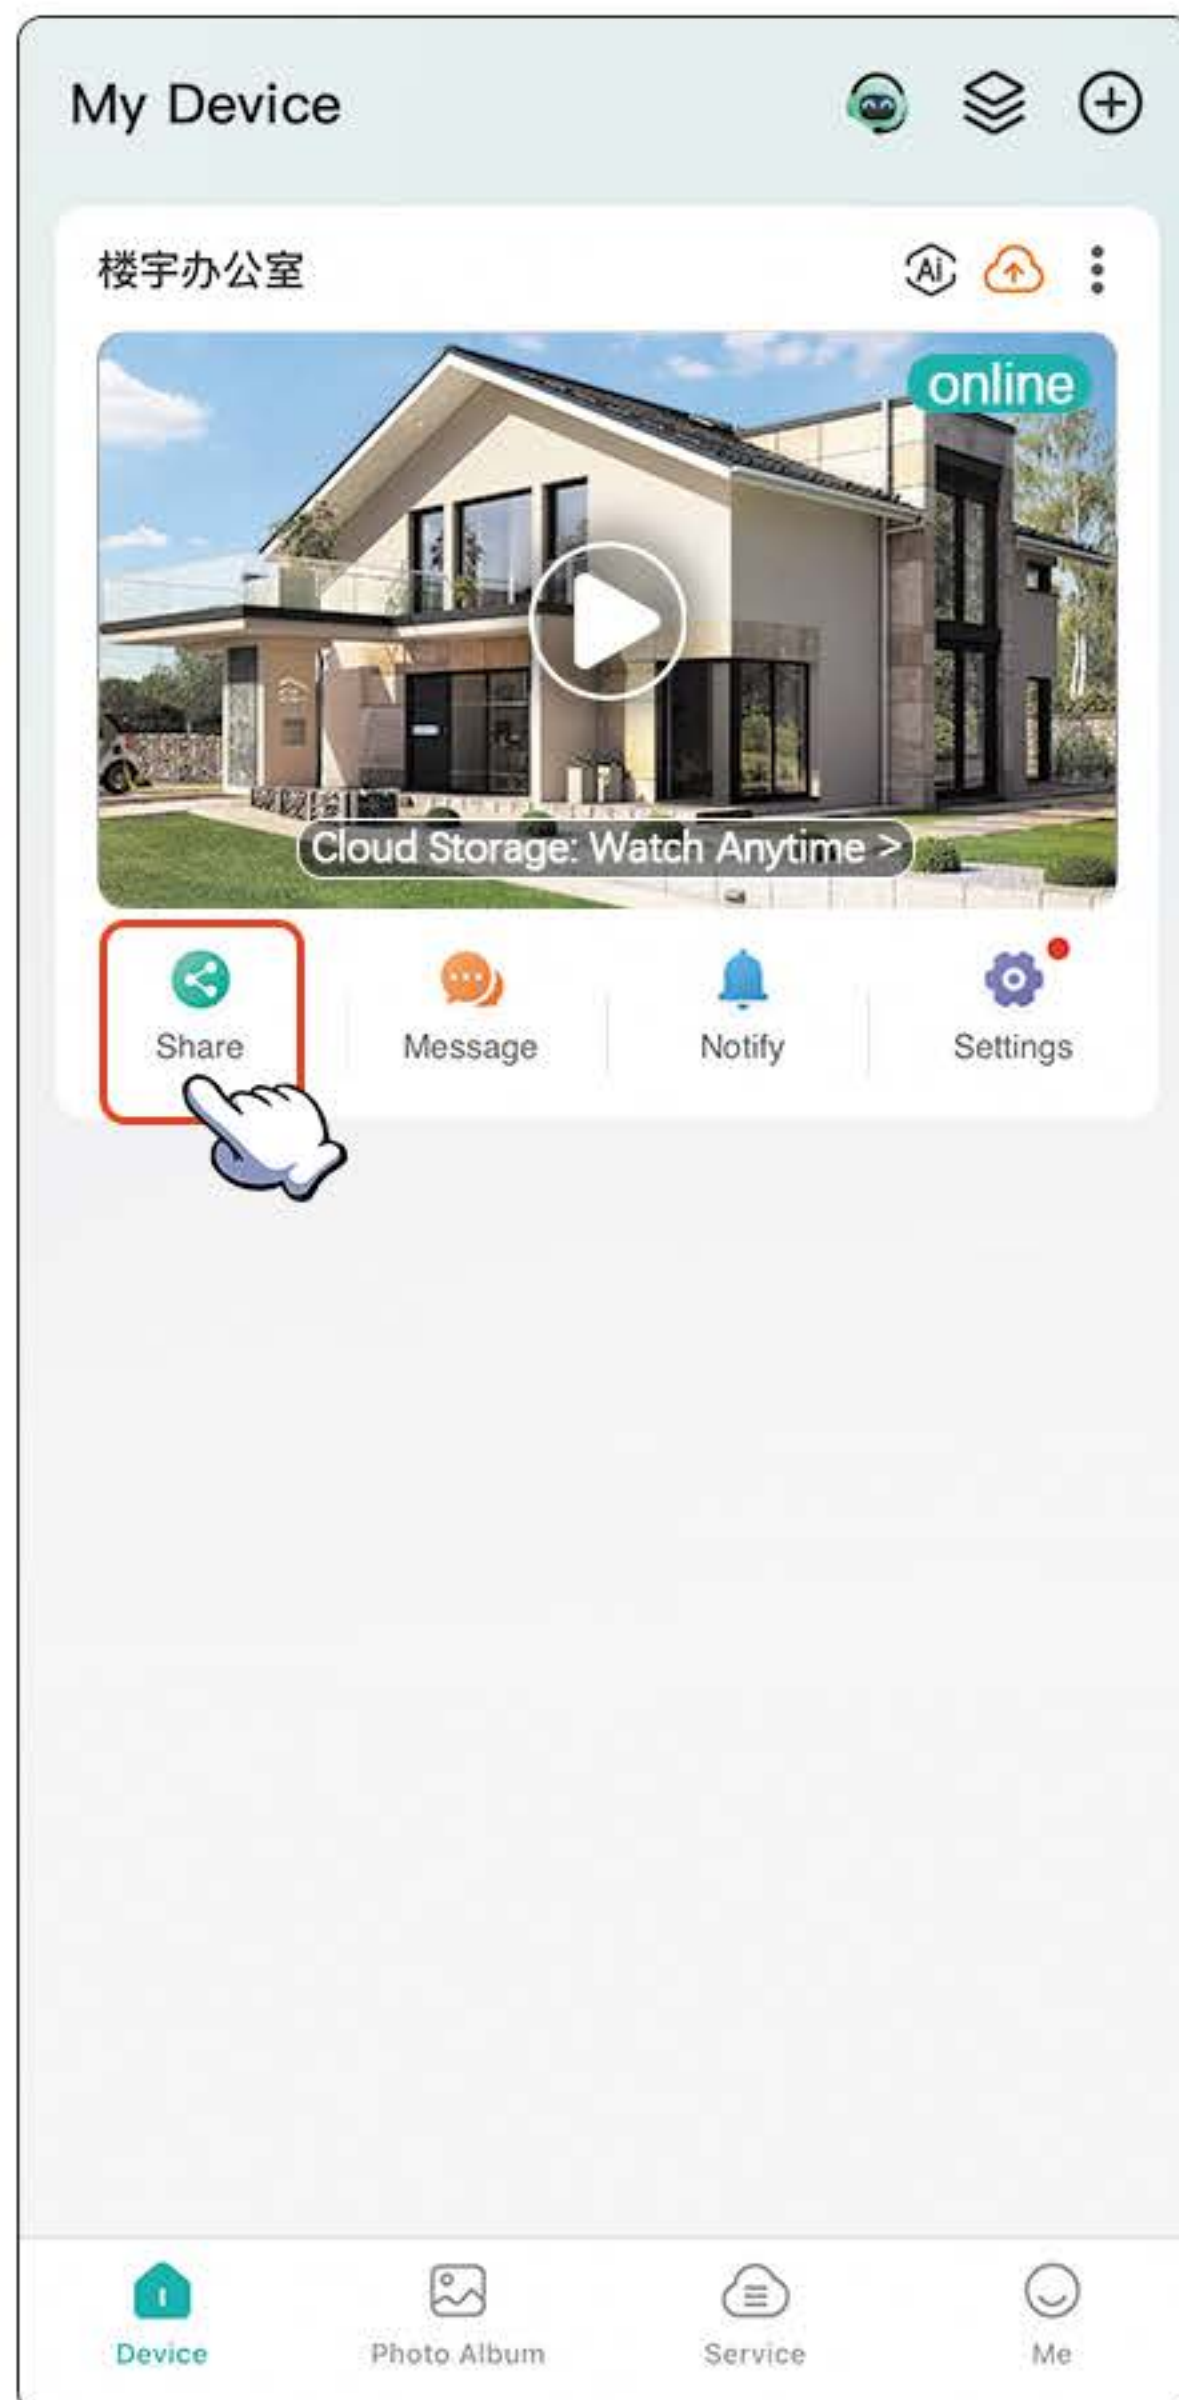 My Device
楼宇办公室
Ai
online
Cloud Storage: Watch Anytime >
Share
Message
Notify
Settings
Device
Photo Album
Service
Me